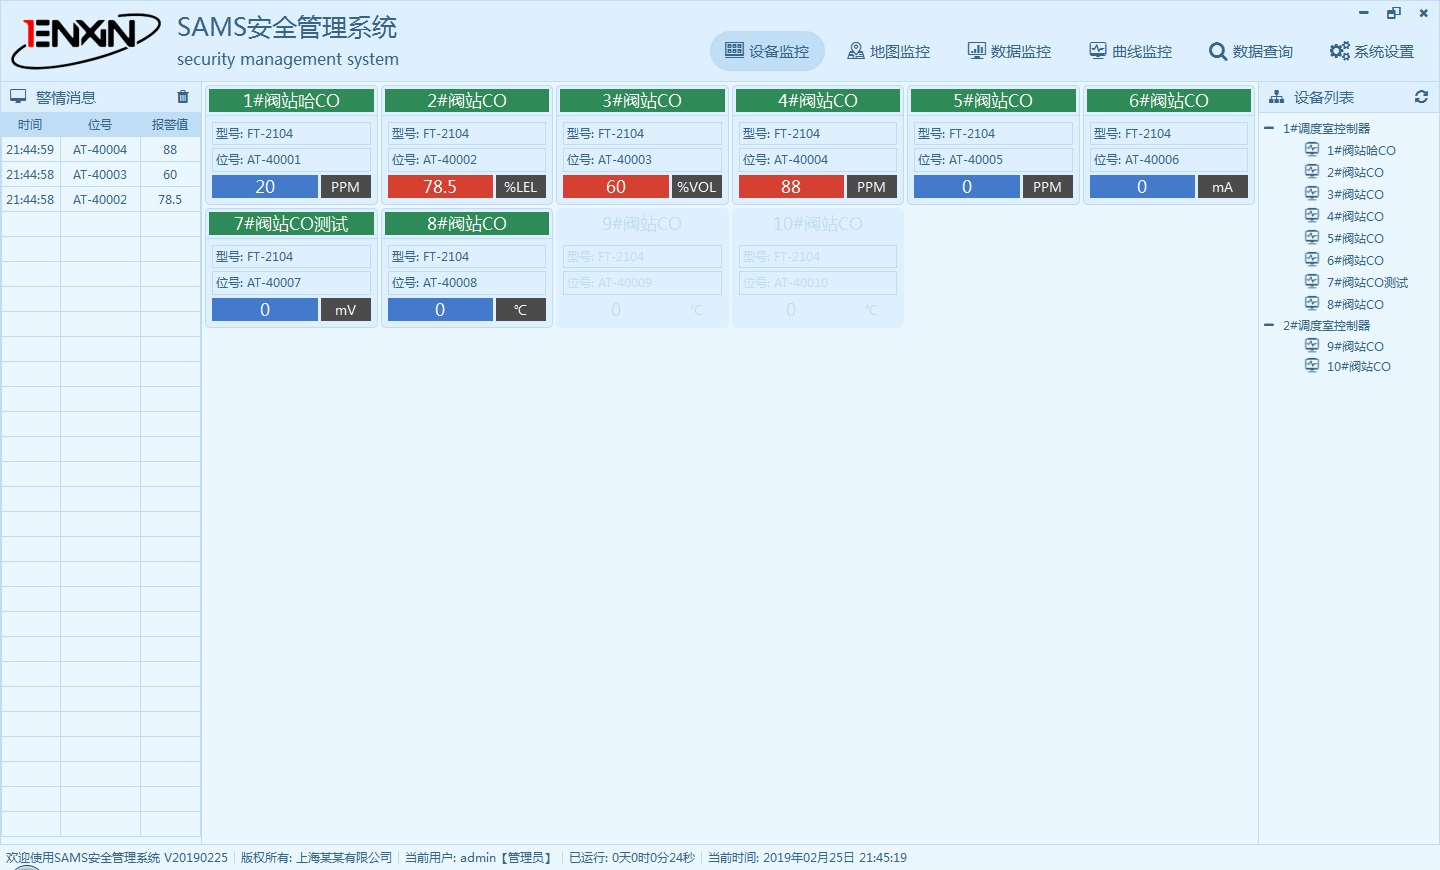 1ENXIN
SAMS安全管理系统
security management system
设备监控
地图监控
数据监控
曲线监控
数据查询
系统设置
警情消息
时间 位号 报警值
21:44:59 AT-40004 88
21:44:58 AT-40003 60
21:44:58 AT-40002 78.5
1#阀站哈CO
型号: FT-2104
位号: AT-40001
20 PPM
2#阀站CO
型号: FT-2104
位号: AT-40002
78.5 %LEL
3#阀站CO
型号: FT-2104
位号: AT-40003
60 %VOL
4#阀站CO
型号: FT-2104
位号: AT-40004
88 PPM
5#阀站CO
型号: FT-2104
位号: AT-40005
0 PPM
6#阀站CO
型号: FT-2104
位号: AT-40006
0 mA
7#阀站CO测试
型号: FT-2104
位号: AT-40007
0 mV
8#阀站CO
型号: FT-2104
位号: AT-40008
0 ℃
9#阀站CO
型号: FT-2104
位号: AT-40009
0 ℃
10#阀站CO
型号: FT-2104
位号: AT-40010
0 ℃
设备列表
1#调度室控制器
1#阀站哈CO
2#阀站CO
3#阀站CO
4#阀站CO
5#阀站CO
6#阀站CO
7#阀站CO测试
8#阀站CO
2#调度室控制器
9#阀站CO
10#阀站CO
欢迎使用SAMS安全管理系统 V20190225 版权所有: 上海某某有限公司 当前用户: admin【管理员】 已运行: 0天0时0分24秒 当前时间: 2019年02月25日 21:45:19